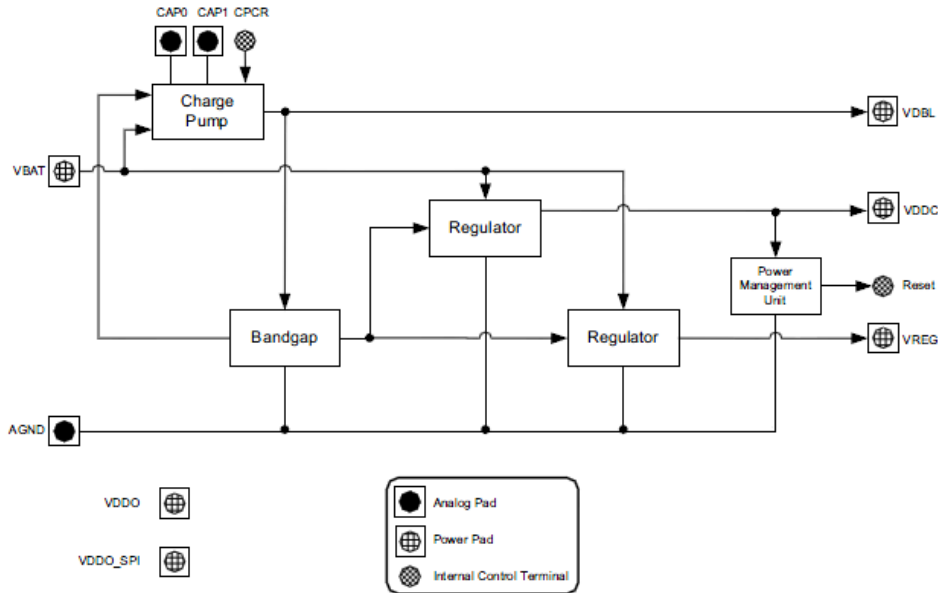 CAP0 CAP1 CPCR
Charge
Pump
VDBL
VBAT
VDDC
Regulator
Power
Management
Unit
Reset
Bandgap
Regulator
VREG
AGND
VDDO
Analog Pad
Power Pad
VDDO_SPI
Internal Control Terminal